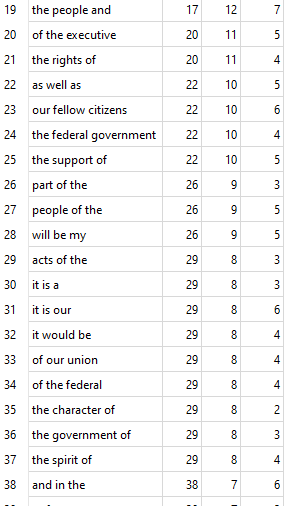 19 the people and 17 12 7
20 of the executive 20 11 5
21 the rights of 20 11 4
22 as well as 22 10 5
23 our fellow citizens 22 10 6
24 the federal government 22 10 4
25 the support of 22 10 5
26 part of the 26 9 3
27 people of the 26 9 5
28 will be my 26 9 5
29 acts of the 29 8 3
30 it is a 29 8 3
31 it is our 29 8 6
32 it would be 29 8 4
33 of our union 29 8 4
34 of the federal 29 8 4
35 the character of 29 8 2
36 the government of 29 8 3
37 the spirit of 29 8 4
38 and in the 38 7 6